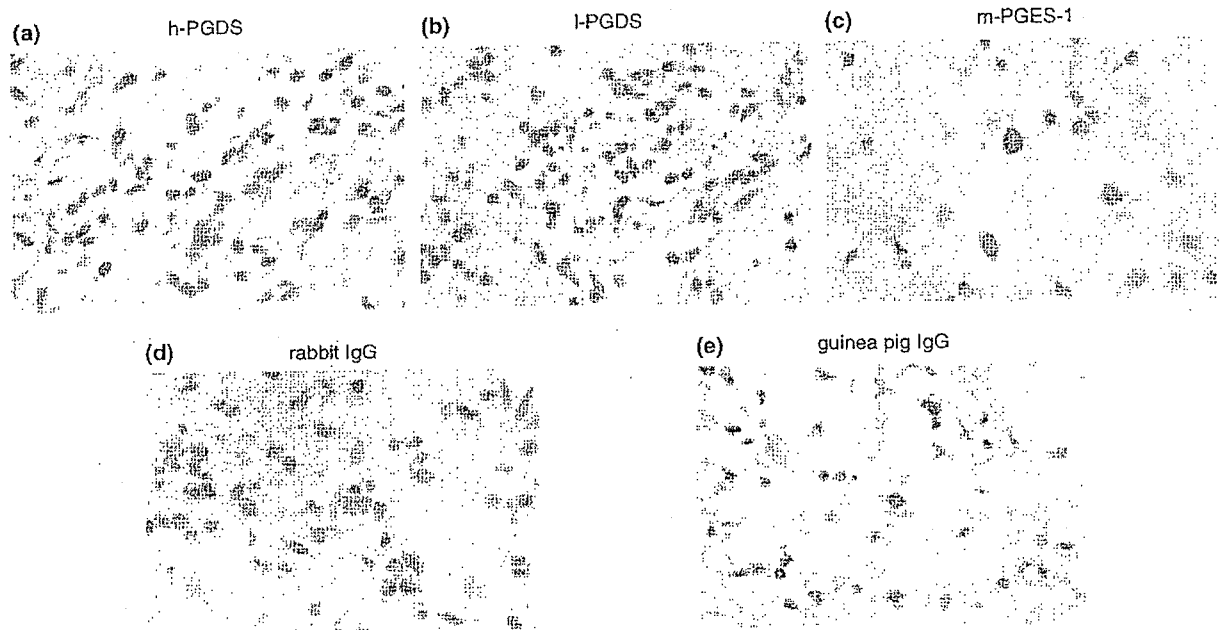 (a) h-PGDS
(b) l-PGDS
(c) m-PGES-1
(d) rabbit IgG
(e) guinea pig IgG